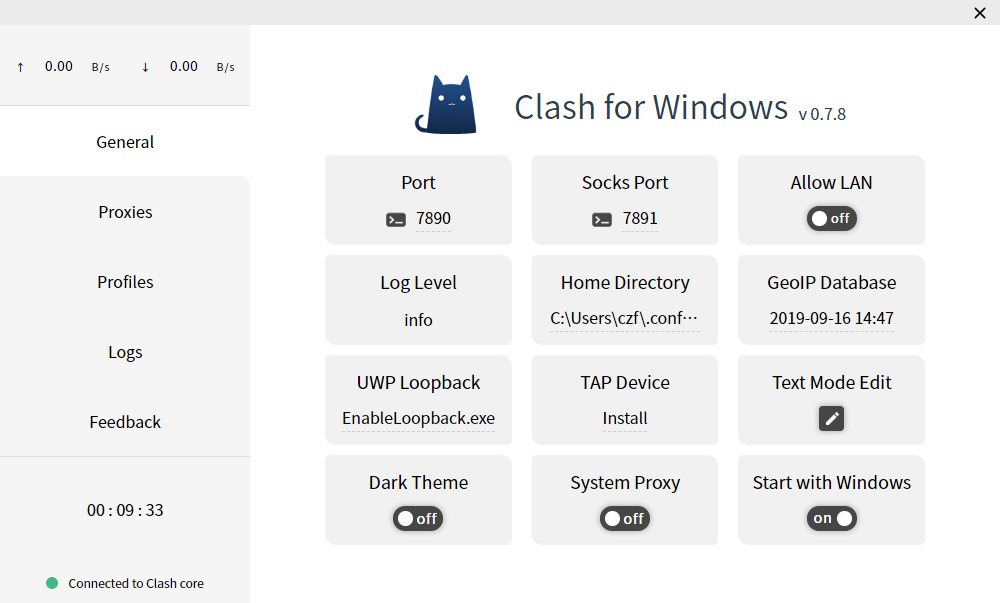 ↑ 0.00 B/s ↓ 0.00 B/s
General
Proxies
Profiles
Logs
Feedback
00 : 09 : 33
Connected to Clash core
Clash for Windows v 0.7.8
Port
7890
Socks Port
7891
Allow LAN
off
Log Level
info
Home Directory
C:\Users\czf\.conf···
GeoIP Database
2019-09-16 14:47
UWP Loopback
EnableLoopback.exe
TAP Device
Install
Text Mode Edit
Dark Theme
off
System Proxy
off
Start with Windows
on